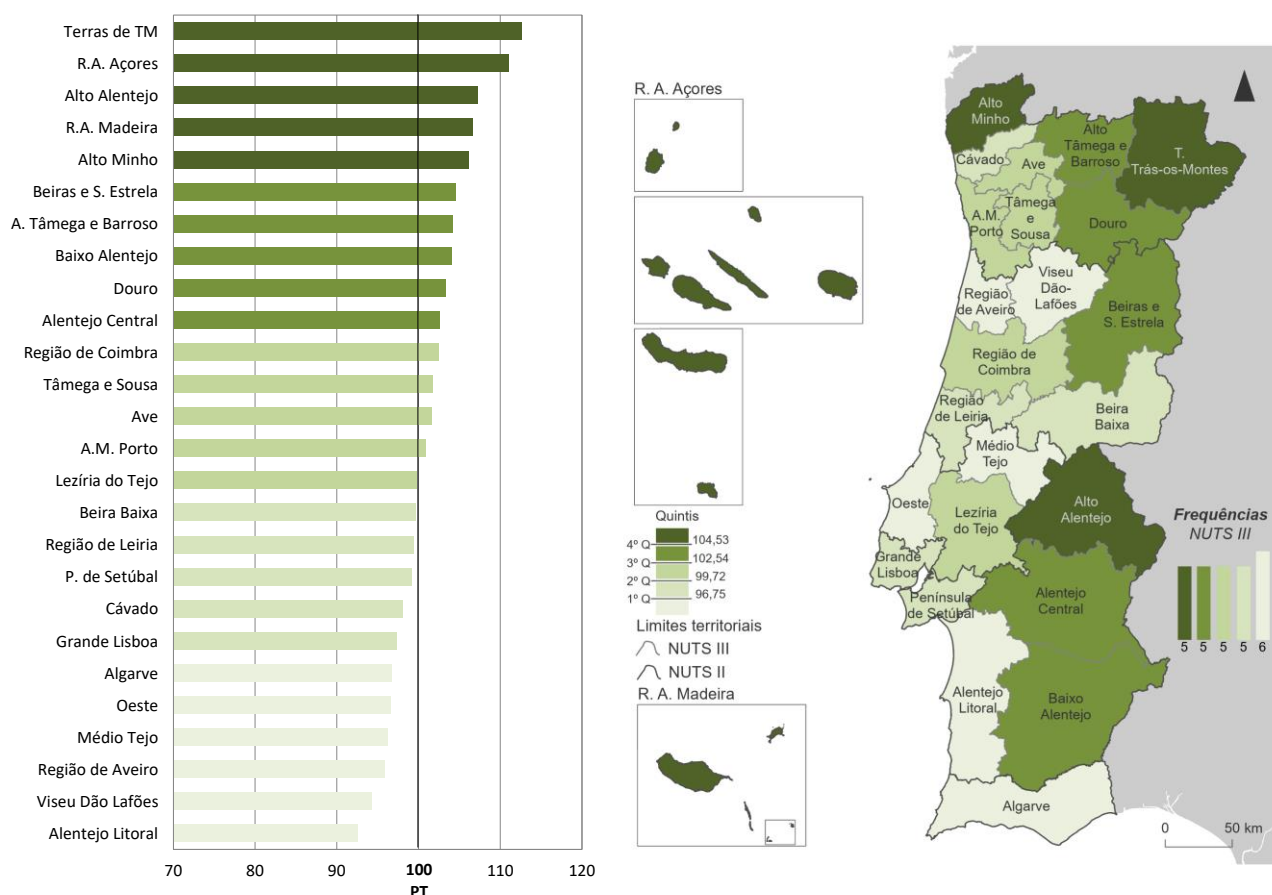 Terras de TM
R.A. Açores
Alto Alentejo
R.A. Madeira
Alto Minho
Beiras e S. Estrela
A. Tâmega e Barroso
Baixo Alentejo
Douro
Alentejo Central
Região de Coimbra
Tâmega e Sousa
Ave
A.M. Porto
Lezíria do Tejo
Beira Baixa
Região de Leiria
P. de Setúbal
Cávado
Grande Lisboa
Algarve
Oeste
Médio Tejo
Região de Aveiro
Viseu Dão Lafões
Alentejo Litoral
70 80 90 100 110 120
PT
R. A. Açores
Quintis
4º Q 104,53
3º Q 102,54
2º Q 99,72
1º Q 96,75
Limites territoriais
NUTS III
NUTS II
R. A. Madeira
Alto
Minho
Alto
Tâmega e
Barroso
T.
Trás-os-Montes
Cávado
Ave
A.M.
Porto
Tâmega
e
Sousa
Douro
Região
de Aveiro
Viseu
Dão-
Lafões
Beiras e
S. Estrela
Região de
Coimbra
Região
de Leiria
Beira
Baixa
Médio
Tejo
Oeste
Lezíria
do Tejo
Alto
Alentejo
Grande
Lisboa
Península
de Setúbal
Alentejo
Central
Alentejo
Litoral
Baixo
Alentejo
Algarve
Frequências
NUTS III
5 5 5 5 6
0 50 km